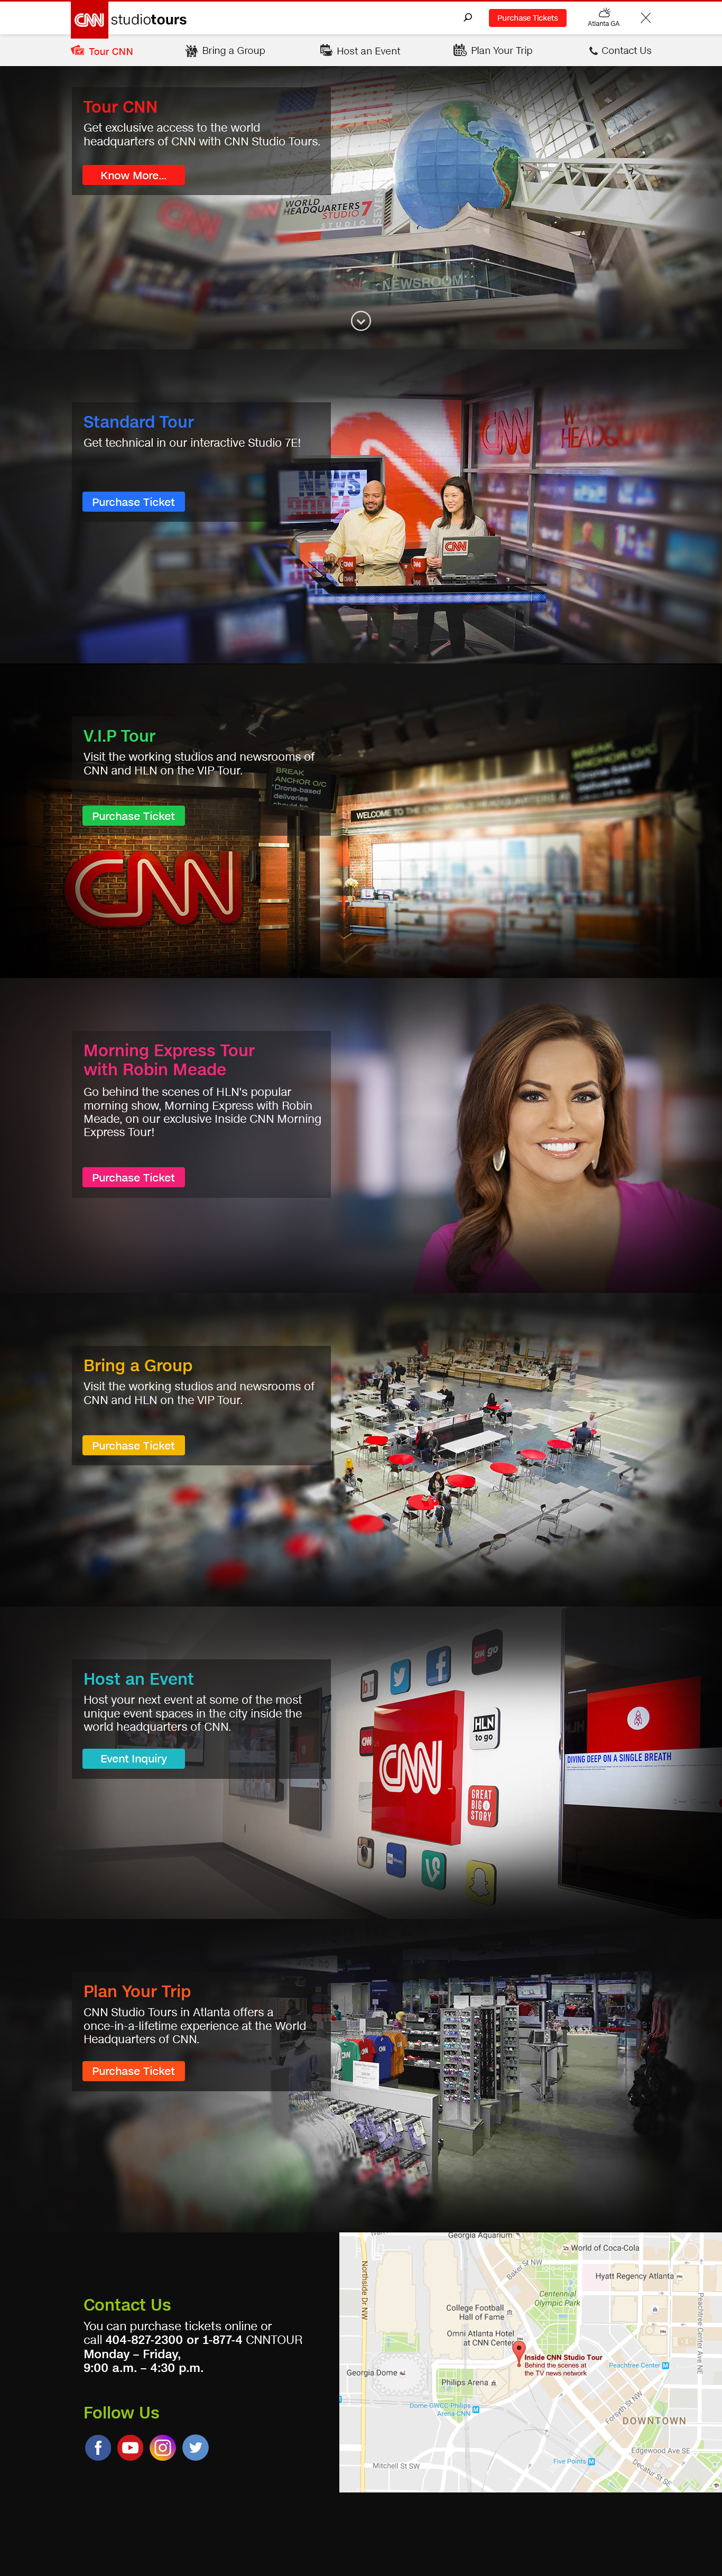 CNN studiotours
Purchase Tickets
Atlanta GA
Tour CNN
Bring a Group
Host an Event
Plan Your Trip
Contact Us
Tour CNN
Get exclusive access to the world
headquarters of CNN with CNN Studio Tours.
Know More...
WORLD
HEADQUARTERS
STUDIO 7
STUDIO SEVEN
NEWSROOM
CNN
Standard Tour
Get technical in our interactive Studio 7E!
Purchase Ticket
NEWS
CNN
CNN
CNN
CNN
V.I.P Tour
Visit the working studios and newsrooms of
CNN and HLN on the VIP Tour.
Purchase Ticket
BREAK
ANCHOR O/C
"Drone-based
deliveries
should be
BREAK
ANCHOR O/C
WELCOME TO THE
CNN
Morning Express Tour
with Robin Meade
Go behind the scenes of HLN's popular
morning show, Morning Express with Robin
Meade, on our exclusive Inside CNN Morning
Express Tour!
Purchase Ticket
Bring a Group
Visit the working studios and newsrooms of
CNN and HLN on the VIP Tour.
Purchase Ticket
Host an Event
Host your next event at some of the most
unique event spaces in the city inside the
world headquarters of CNN.
Event Inquiry
CNN go
CNN
HLN
to go
GREAT
BIG
STORY
DIVING DEEP ON A SINGLE BREATH
Plan Your Trip
CNN Studio Tours in Atlanta offers a
once-in-a-lifetime experience at the World
Headquarters of CNN.
Purchase Ticket
Contact Us
You can purchase tickets online or
call 404-827-2300 or 1-877-4 CNNTOUR
Monday – Friday,
9:00 a.m. – 4:30 p.m.
Follow Us
Georgia Aquarium
World of Coca-Cola
Baker St NW
Hyatt Regency Atlanta
Northside Dr NW
Centennial
Olympic Park
College Football
Hall of Fame
Peachtree Center Ave NE
Omni Atlanta Hotel
at CNN Center
Inside CNN Studio Tour
Behind the scenes at
the TV news network
Peachtree Center
Georgia Dome
Philips Arena
Dome-GWCC-Philips
Arena-CNN
Forsyth St NW
DOWNTOWN
Edgewood Ave SE
Five Points
Mitchell St SW
Decatur St SE